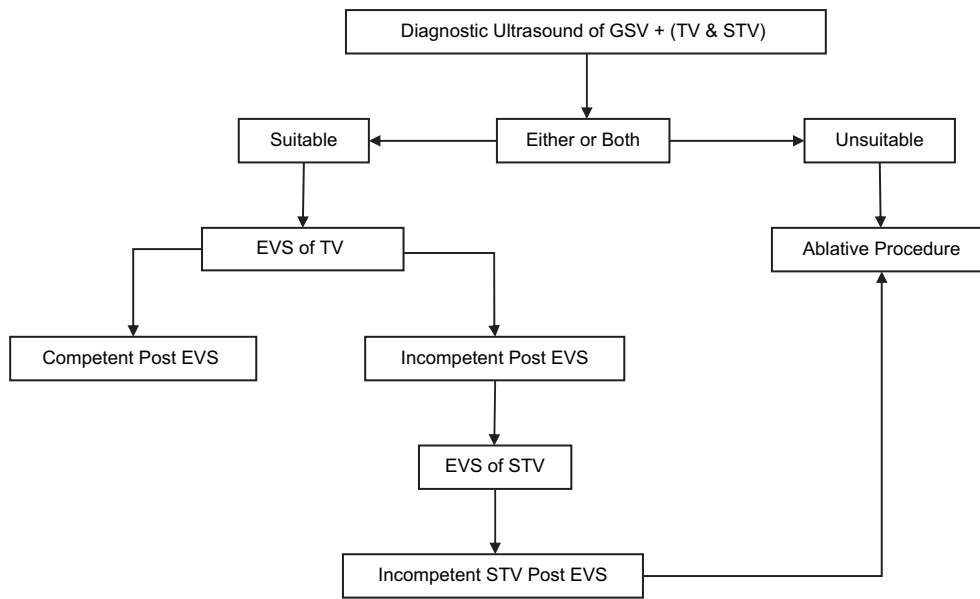 Diagnostic Ultrasound of GSV + (TV & STV)
Suitable
Either or Both
Unsuitable
EVS of TV
Ablative Procedure
Competent Post EVS
Incompetent Post EVS
EVS of STV
Incompetent STV Post EVS